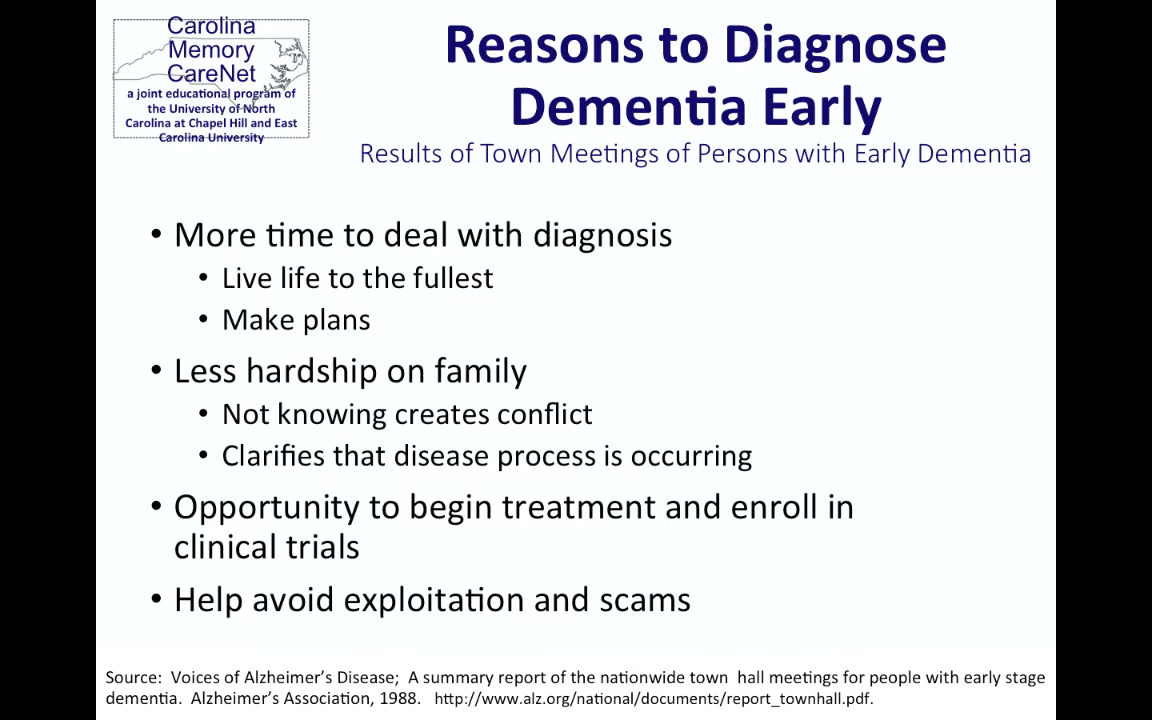 Carolina
Memory
CareNet
a joint educational program of
the University of North
Carolina at Chapel Hill and East
Carolina University
Reasons to Diagnose
Dementia Early
Results of Town Meetings of Persons with Early Dementia
• More time to deal with diagnosis
• Live life to the fullest
• Make plans
• Less hardship on family
• Not knowing creates conflict
• Clarifies that disease process is occurring
• Opportunity to begin treatment and enroll in
clinical trials
• Help avoid exploitation and scams
Source: Voices of Alzheimer's Disease; A summary report of the nationwide town hall meetings for people with early stage
dementia. Alzheimer's Association, 1988. http://www.alz.org/national/documents/report_townhall.pdf.